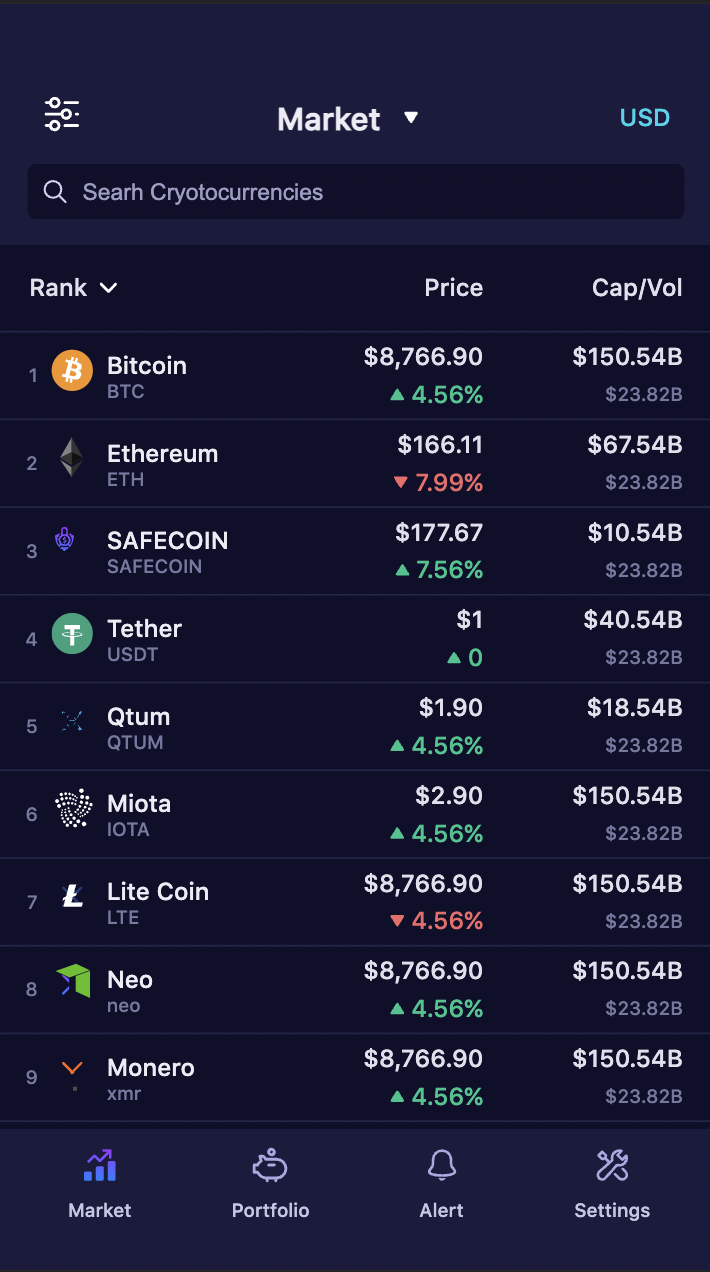 Market ▼
USD
Searh Cryotocurrencies
Rank Price Cap/Vol
1 Bitcoin $8,766.90 $150.54B
BTC ▲ 4.56% $23.82B
2 Ethereum $166.11 $67.54B
ETH ▼ 7.99% $23.82B
3 SAFECOIN $177.67 $10.54B
SAFECOIN ▲ 7.56% $23.82B
4 Tether $1 $40.54B
USDT ▲ 0 $23.82B
5 Qtum $1.90 $18.54B
QTUM ▲ 4.56% $23.82B
6 Miota $2.90 $150.54B
IOTA ▲ 4.56% $23.82B
7 Lite Coin $8,766.90 $150.54B
LTE ▼ 4.56% $23.82B
8 Neo $8,766.90 $150.54B
neo ▲ 4.56% $23.82B
9 Monero $8,766.90 $150.54B
xmr ▲ 4.56% $23.82B
Market Portfolio Alert Settings